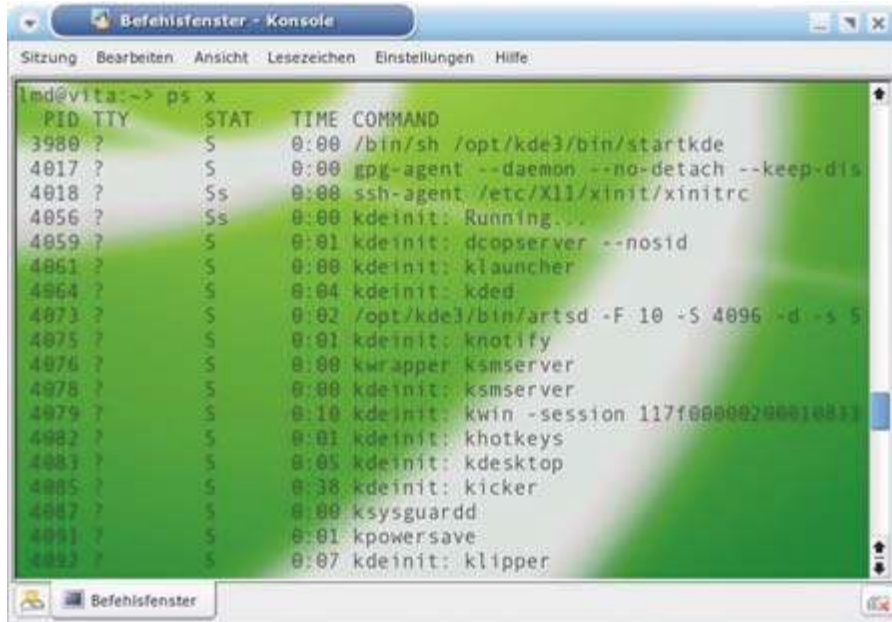 Befehlsfenster - Konsole
Sitzung Bearbeiten Ansicht Lesezeichen Einstellungen Hilfe
lmd@vita:~> ps x
PID TTY STAT TIME COMMAND
3980 ? S 0:00 /bin/sh /opt/kde3/bin/startkde
4017 ? S 0:00 gpg-agent --daemon --no-detach --keep-dis
4018 ? Ss 0:00 ssh-agent /etc/X11/xinit/xinitrc
4056 ? Ss 0:00 kdeinit: Running...
4059 ? S 0:01 kdeinit: dcopserver --nosid
4061 ? S 0:00 kdeinit: klauncher
4064 ? S 0:04 kdeinit: kded
4073 ? S 0:02 /opt/kde3/bin/artsd -F 10 -S 4096 -d -s 5
4075 ? S 0:01 kdeinit: knotify
4076 ? S 0:00 kwrapper ksmserver
4078 ? S 0:00 kdeinit: ksmserver
4079 ? S 0:10 kdeinit: kwin -session
4082 ? S 0:01 kdeinit: khotkeys
4083 ? S 0:05 kdeinit: kdesktop
4085 ? S 0:38 kdeinit: kicker
4087 ? S 0:00 ksysguardd
4091 ? S 0:01 kpowersave
4092 ? S 0:07 kdeinit: klipper
Befehlsfenster